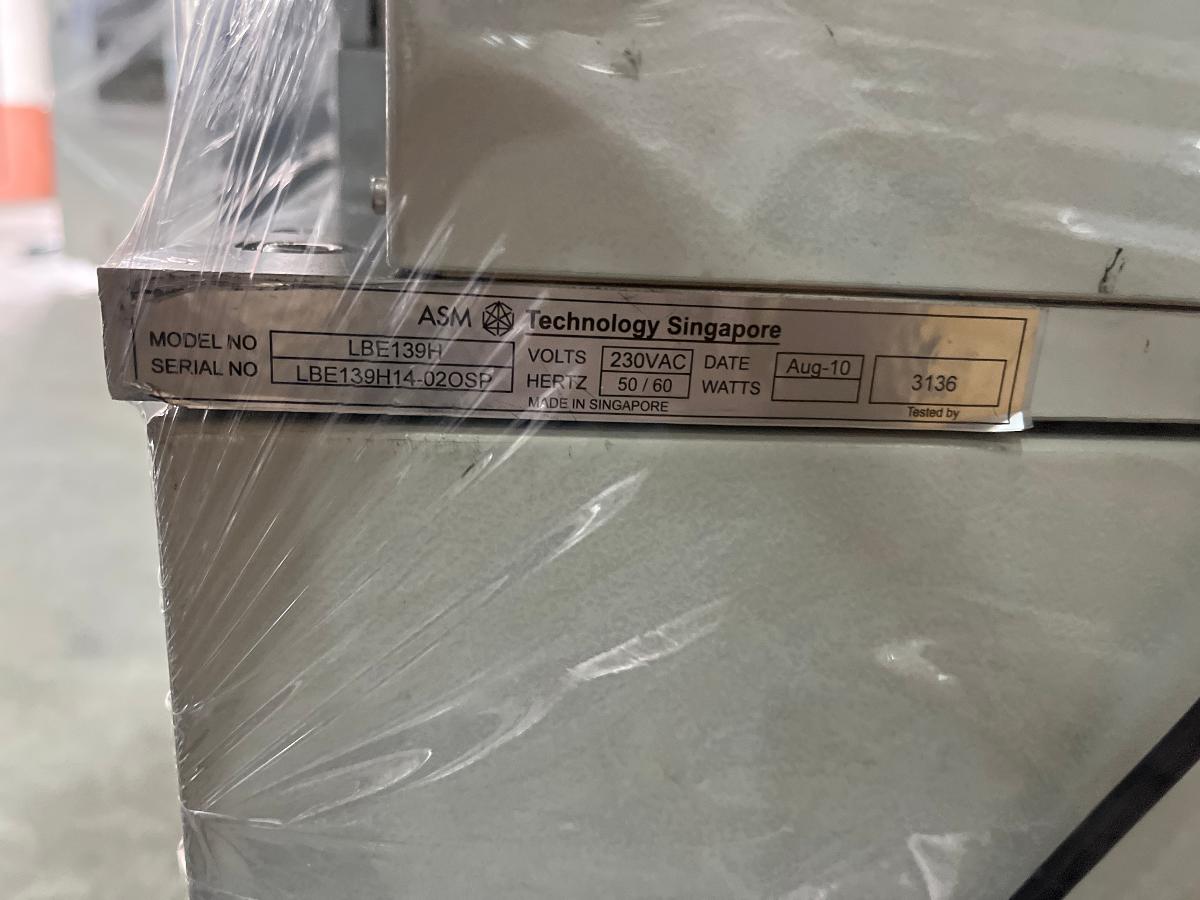 ASM Technology Singapore
MODEL NO LBE139H
SERIAL NO LBE139H14-02OSP
VOLTS 230VAC DATE Aug-10
HERTZ 50 / 60 WATTS
3136
MADE IN SINGAPORE
Tested by